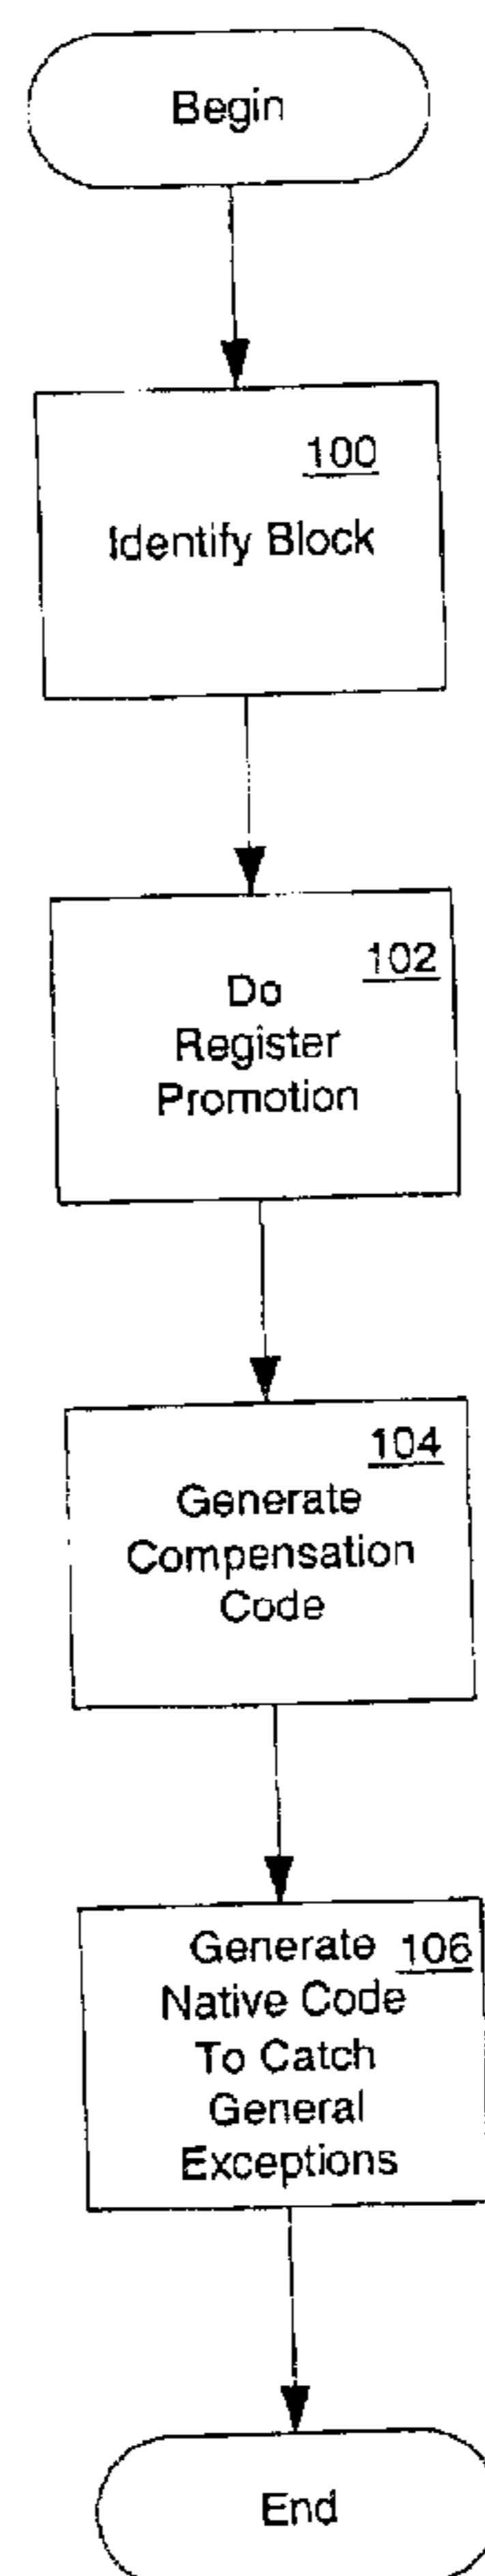 Begin
100
Identify Block
102
Do
Register
Promotion
104
Generate
Compensation
Code
Generate 106
Native Code
To Catch
General
Exceptions
End